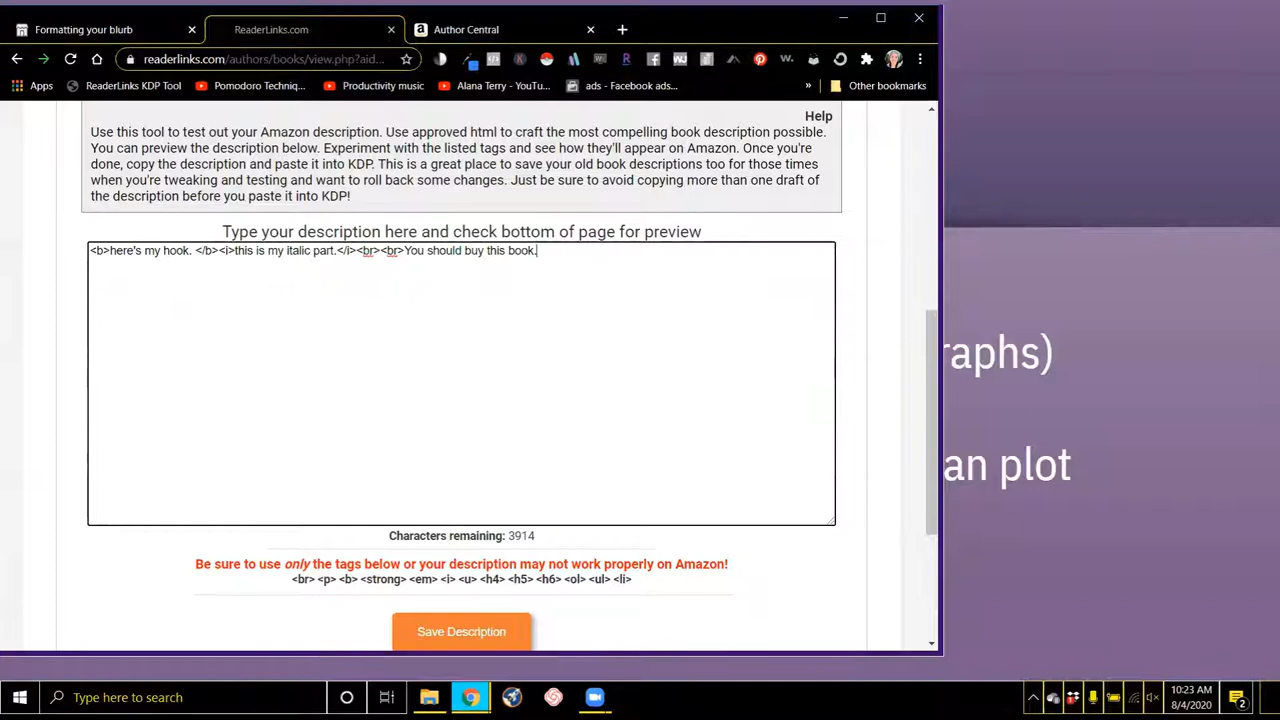 Formatting your blurb
ReaderLinks.com
Author Central
readerlinks.com/authors/books/view.php?aid...
Apps
ReaderLinks KDP Tool
Pomodoro Techniq...
Productivity music
Alana Terry - YouTu...
ads - Facebook ads...
»
Other bookmarks
Help
Use this tool to test out your Amazon description. Use approved html to craft the most compelling book description possible.
You can preview the description below. Experiment with the listed tags and see how they'll appear on Amazon. Once you're
done, copy the description and paste it into KDP. This is a great place to save your old book descriptions too for those times
when you're tweaking and testing and want to roll back some changes. Just be sure to avoid copying more than one draft of
the description before you paste it into KDP!
Type your description here and check bottom of page for preview
<b>here's my hook. </b><i>this is my italic part.</i><br><br>You should buy this book.
Characters remaining: 3914
Be sure to use only the tags below or your description may not work properly on Amazon!
<br> <p> <b> <strong> <em> <i> <u> <h4> <h5> <h6> <ol> <ul> <li>
Save Description
raphs)
an plot
Type here to search
10:23 AM
8/4/2020
2